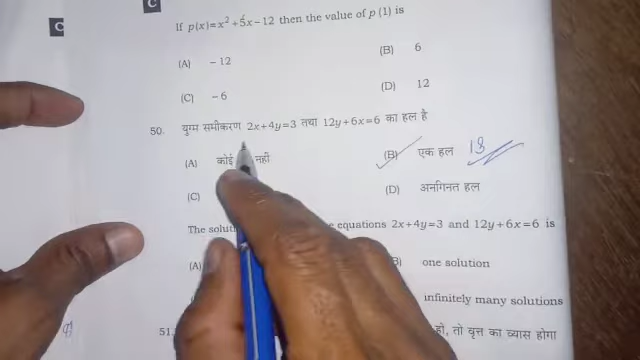 C
C
If p(x)=x²+5x−12 then the value of p (1) is
(A) − 12
(B) 6
(C) − 6
(D) 12
50. युग्म समीकरण 2x+4y=3 तथा 12y+6x=6 का हल है
(A) कोई नहीं
(B) एक हल
(C)
(D) अनगिनत हल
The equations 2x+4y=3 and 12y+6x=6 is
(A)
one solution
infinitely many solutions
51. हो, तो वृत्त का व्यास होगा